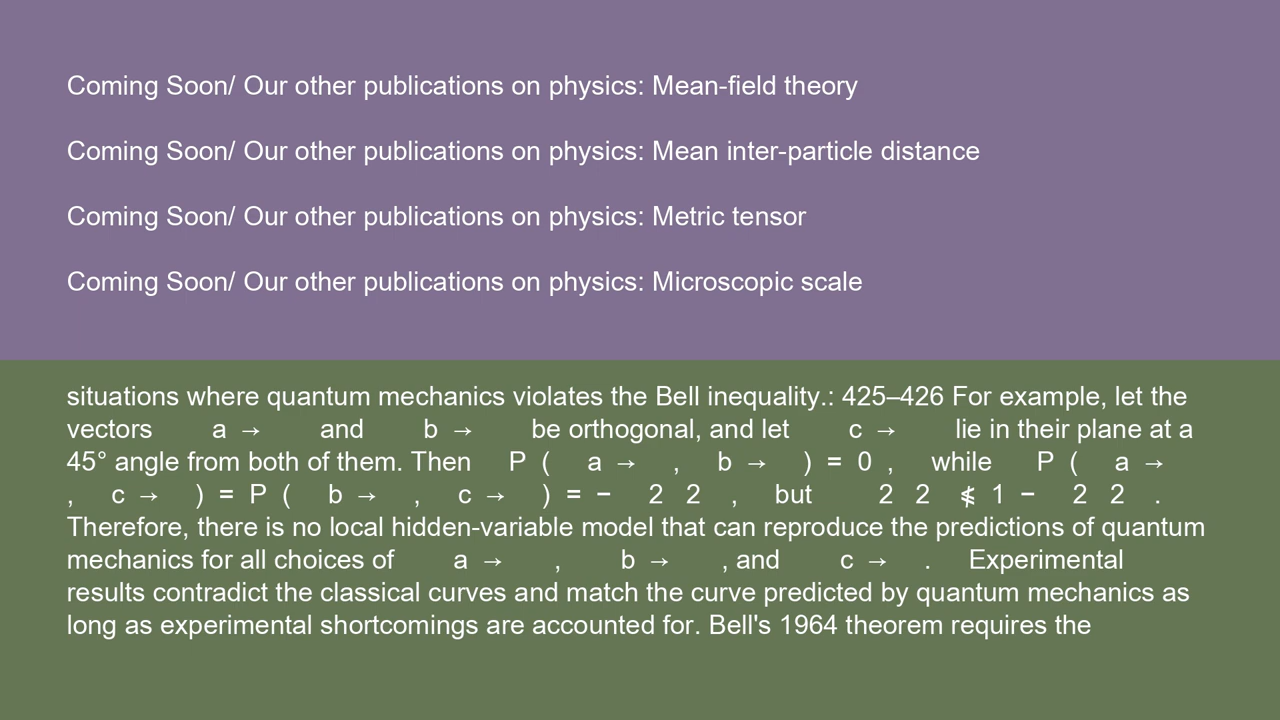 Coming Soon/ Our other publications on physics: Mean-field theory
Coming Soon/ Our other publications on physics: Mean inter-particle distance
Coming Soon/ Our other publications on physics: Metric tensor
Coming Soon/ Our other publications on physics: Microscopic scale
situations where quantum mechanics violates the Bell inequality.: 425–426 For example, let the
vectors a → and b → be orthogonal, and let c → lie in their plane at a
45° angle from both of them. Then P ( a → , b → ) = 0 , while P ( a →
, c → ) = P ( b → , c → ) = − 2 2 , but 2 2 ≰ 1 − 2 2 .
Therefore, there is no local hidden-variable model that can reproduce the predictions of quantum
mechanics for all choices of a → , b → , and c → . Experimental
results contradict the classical curves and match the curve predicted by quantum mechanics as
long as experimental shortcomings are accounted for. Bell's 1964 theorem requires the